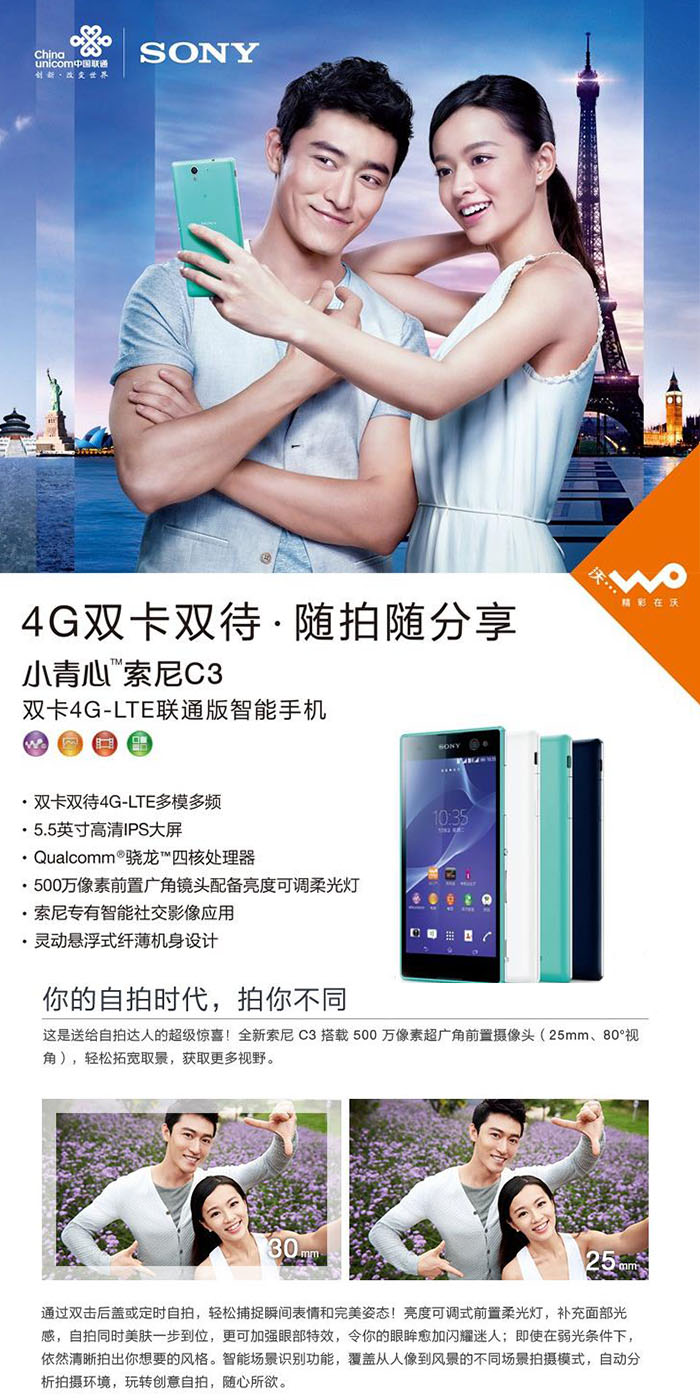 China
unicom中国联通
创新·改变世界
SONY
SONY
沃...
wo
精彩在沃
4G双卡双待·随拍随分享
小青心™索尼C3
双卡4G-LTE联通版智能手机
· 双卡双待4G-LTE多模多频
· 5.5英寸高清IPS大屏
· Qualcomm®骁龙™四核处理器
· 500万像素前置广角镜头配备亮度可调柔光灯
· 索尼专有智能社交影像应用
· 灵动悬浮式纤薄机身设计
SONY
10:35
你的自拍时代，拍你不同
这是送给自拍达人的超级惊喜！全新索尼 C3 搭载 500 万像素超广角前置摄像头（25mm、80°视
角），轻松拓宽取景，获取更多视野。
30mm
25mm
通过双击后盖或定时自拍，轻松捕捉瞬间表情和完美姿态！亮度可调式前置柔光灯，补充面部光
感，自拍同时美肤一步到位，更可加强眼部特效，令你的眼眸愈加闪耀迷人；即使在弱光条件下，
依然清晰拍出你想要的风格。智能场景识别功能，覆盖从人像到风景的不同场景拍摄模式，自动分
析拍摄环境，玩转创意自拍，随心所欲。